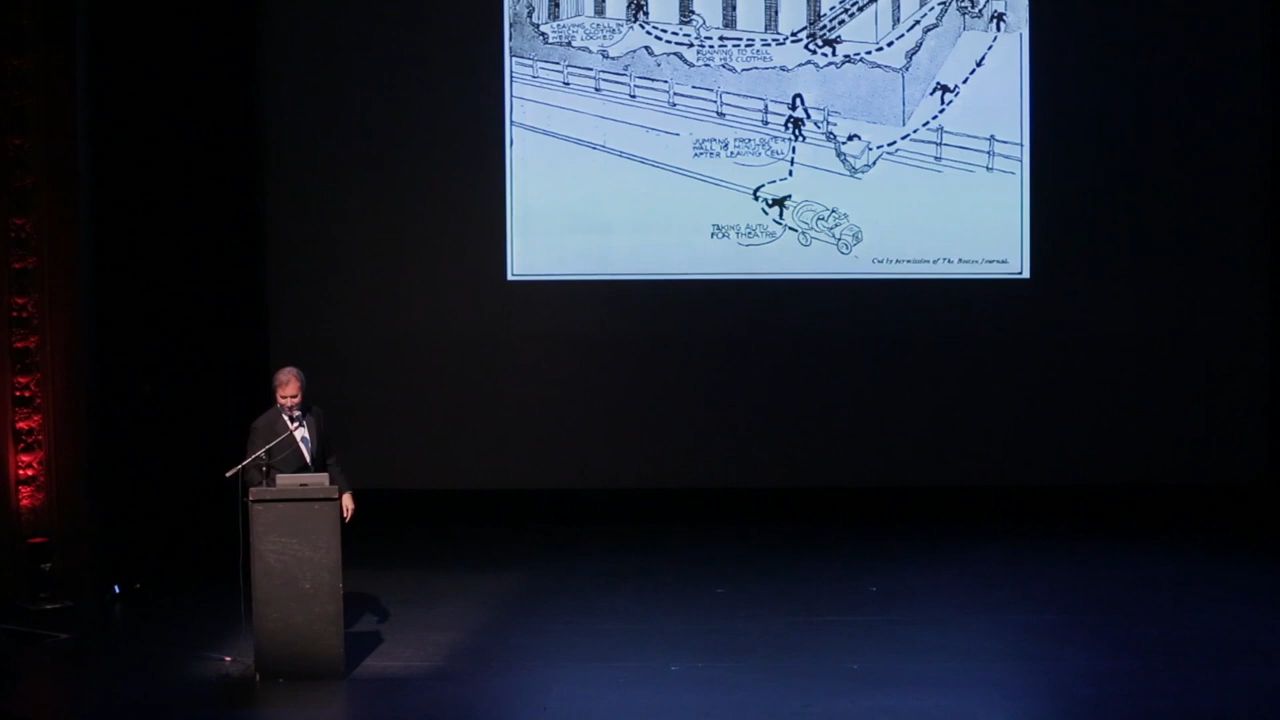 LEAVING CELL IN
WHICH CLOTHES
WERE LOCKED
RUNNING TO CELL
FOR HIS CLOTHES
JUMPING FROM OUTER
WALL 18 MINUTES
AFTER LEAVING CELL
TAKING AUTO
FOR THEATRE
Cut by permission of The Boston Journal.